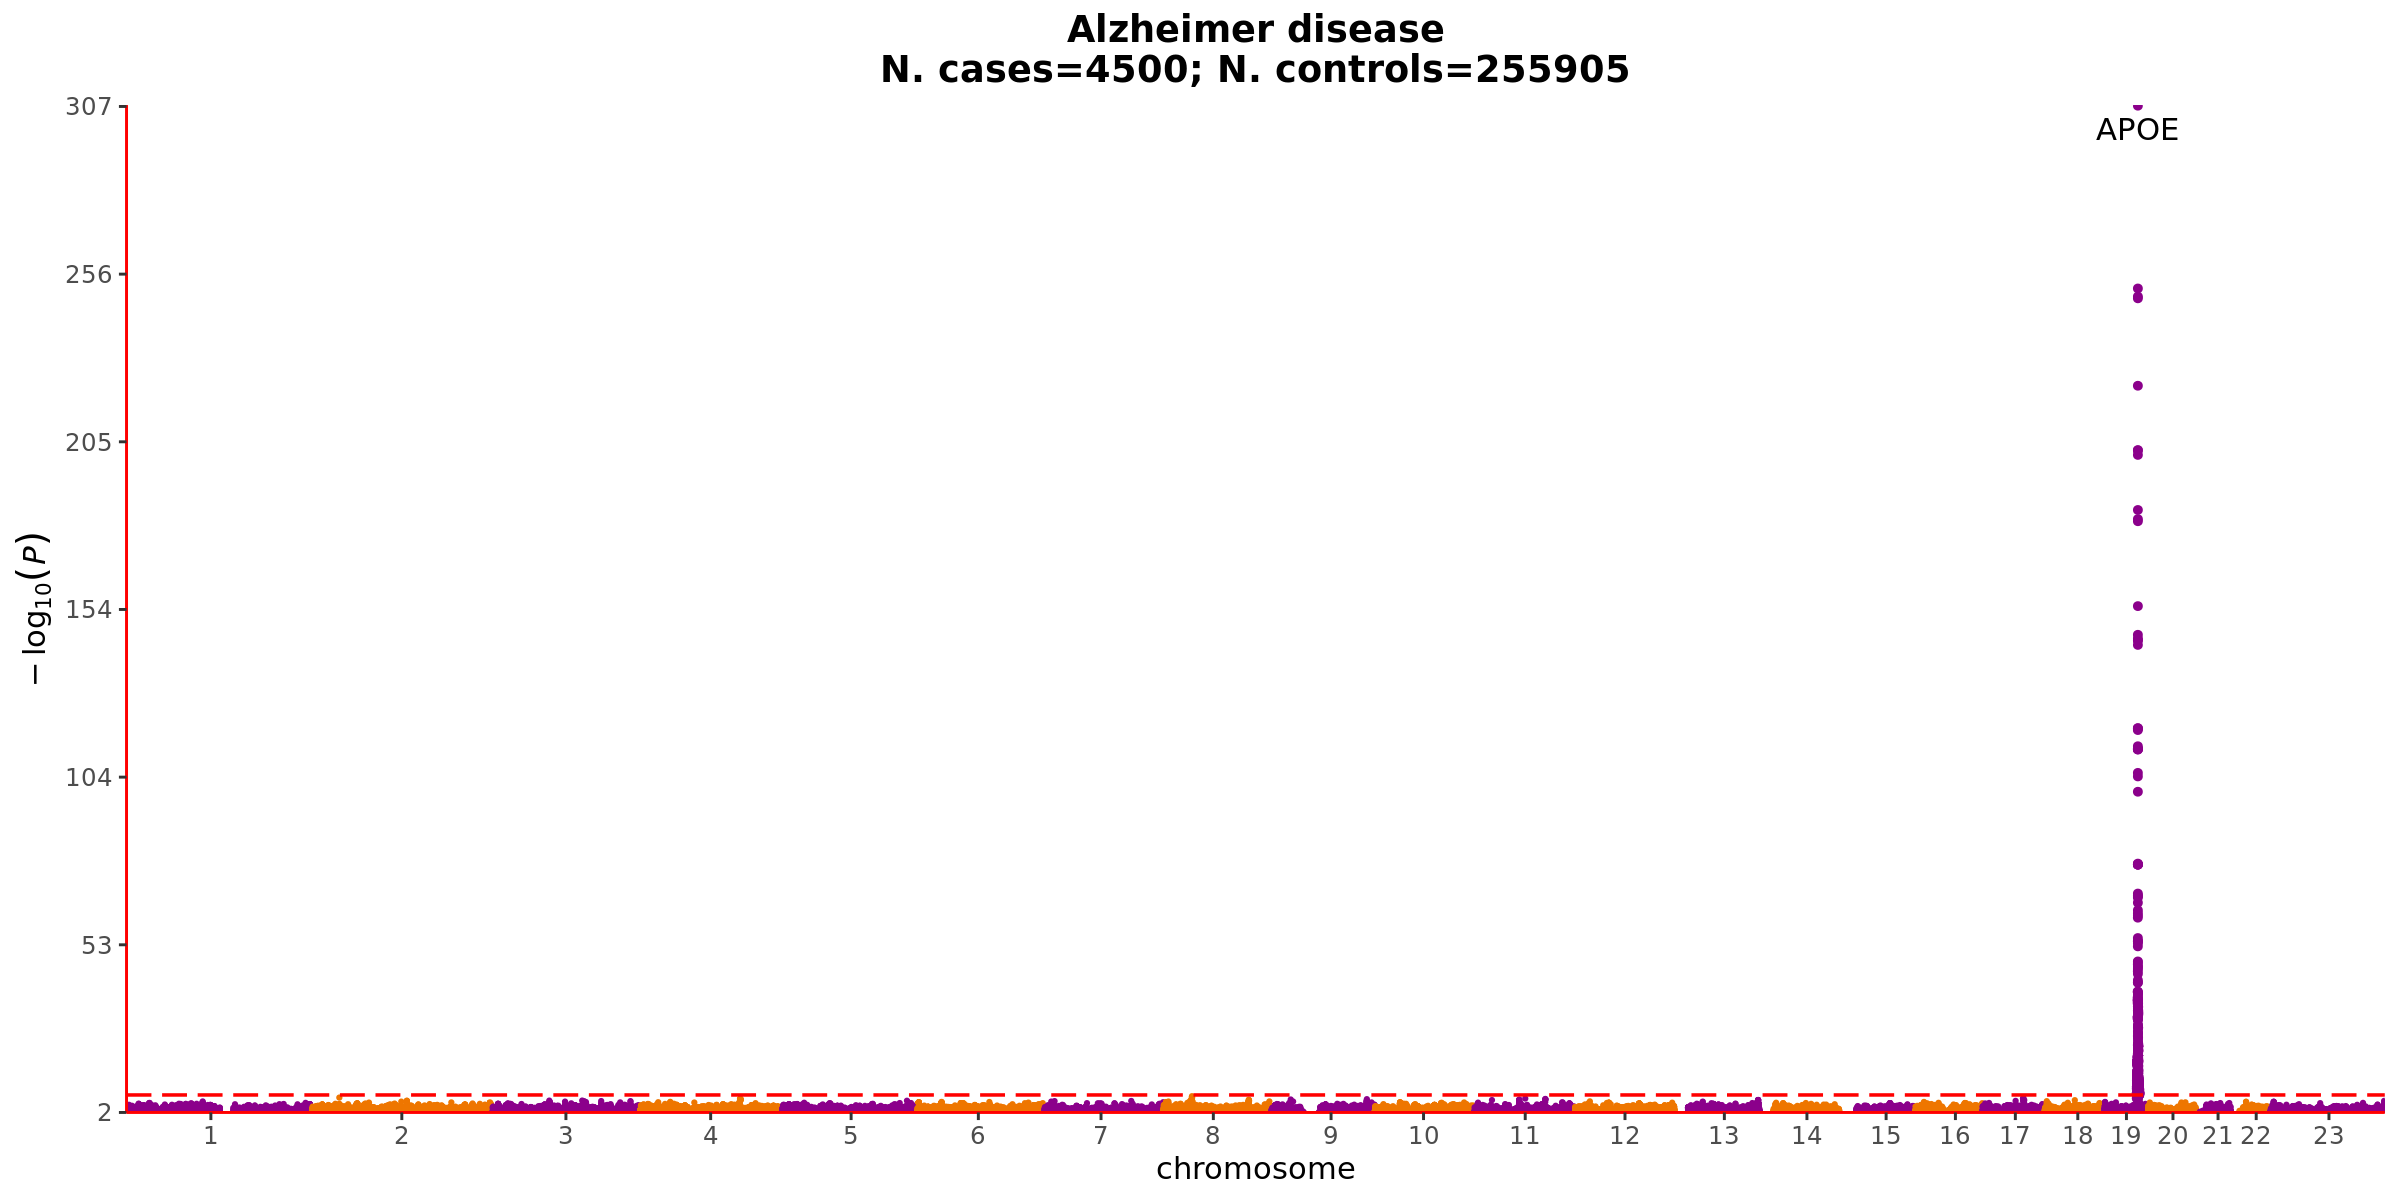 Alzheimer disease
N. cases=4500; N. controls=255905
307
APOE
256
205
154
104
53
2
−log10(P)
1 2 3 4 5 6 7 8 9 10 11 12 13 14 15 16 17 18 19 20 21 22 23
chromosome